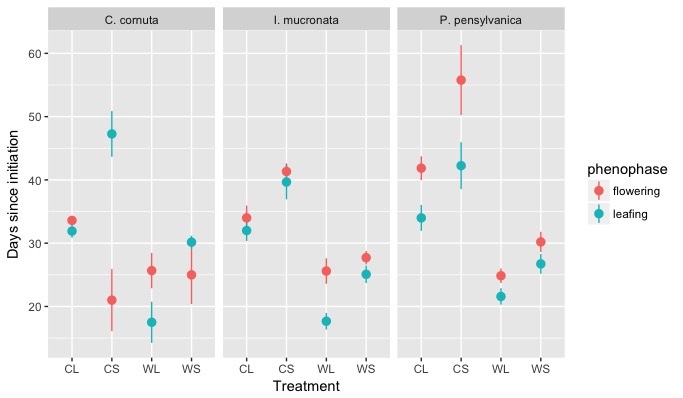 C. cornuta
I. mucronata
P. pensylvanica
Days since initiation
60
50
40
30
20
CL CS WL WS
CL CS WL WS
CL CS WL WS
Treatment
phenophase
flowering
leafing